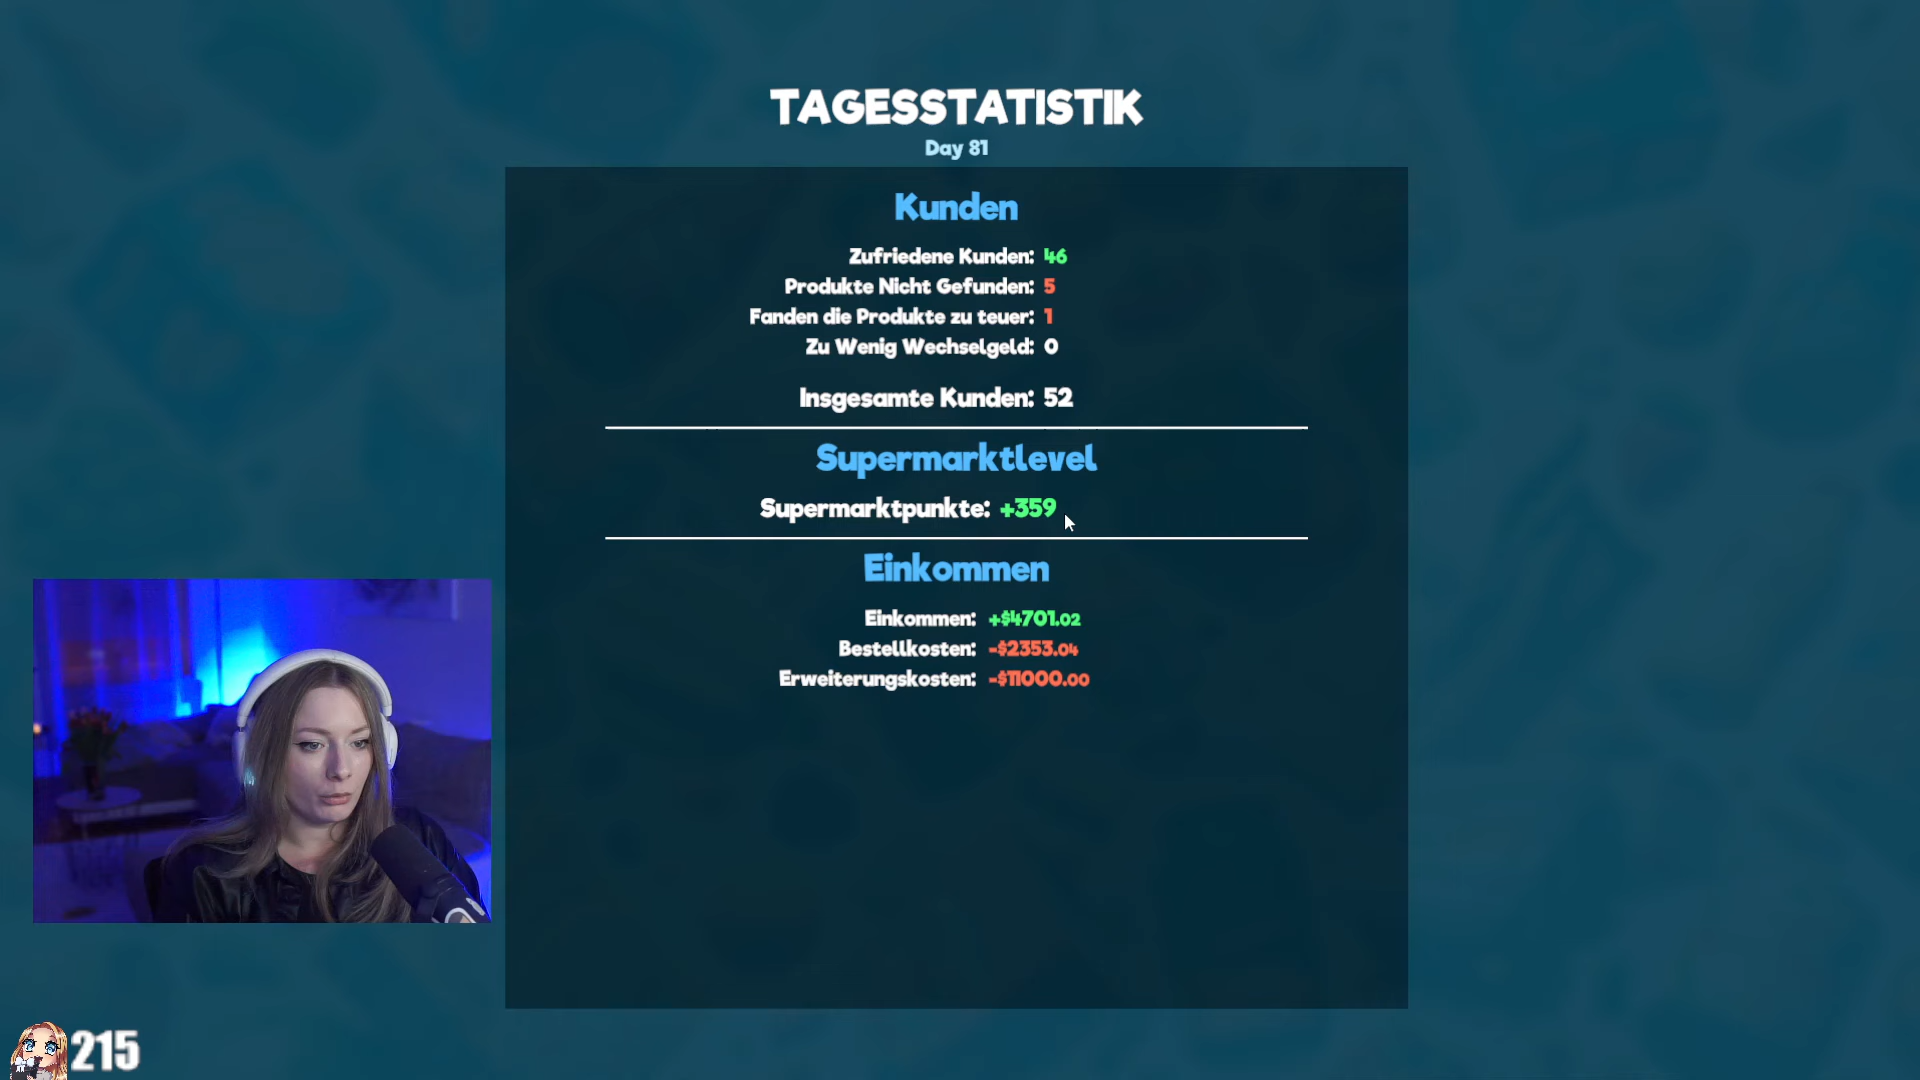 TAGESSTATISTIK
Day 81
Kunden
Zufriedene Kunden: 46
Produkte Nicht Gefunden: 5
Fanden die Produkte zu teuer: 1
Zu Wenig Wechselgeld: 0
Insgesamte Kunden: 52
Supermarktlevel
Supermarktpunkte: +359
Einkommen
Einkommen: +$4701.02
Bestellkosten: -$2353.04
Erweiterungskosten: -$11000.00
215